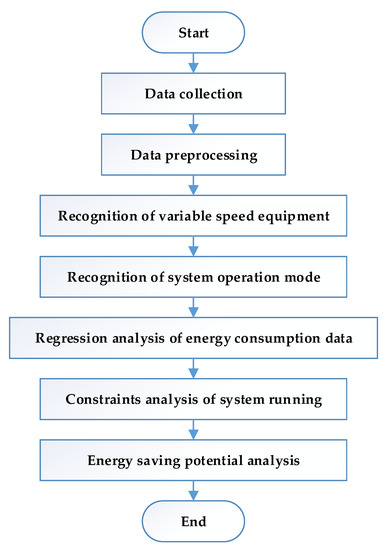 Start
Data collection
Data preprocessing
Recognition of variable speed equipment
Recognition of system operation mode
Regression analysis of energy consumption data
Constraints analysis of system running
Energy saving potential analysis
End